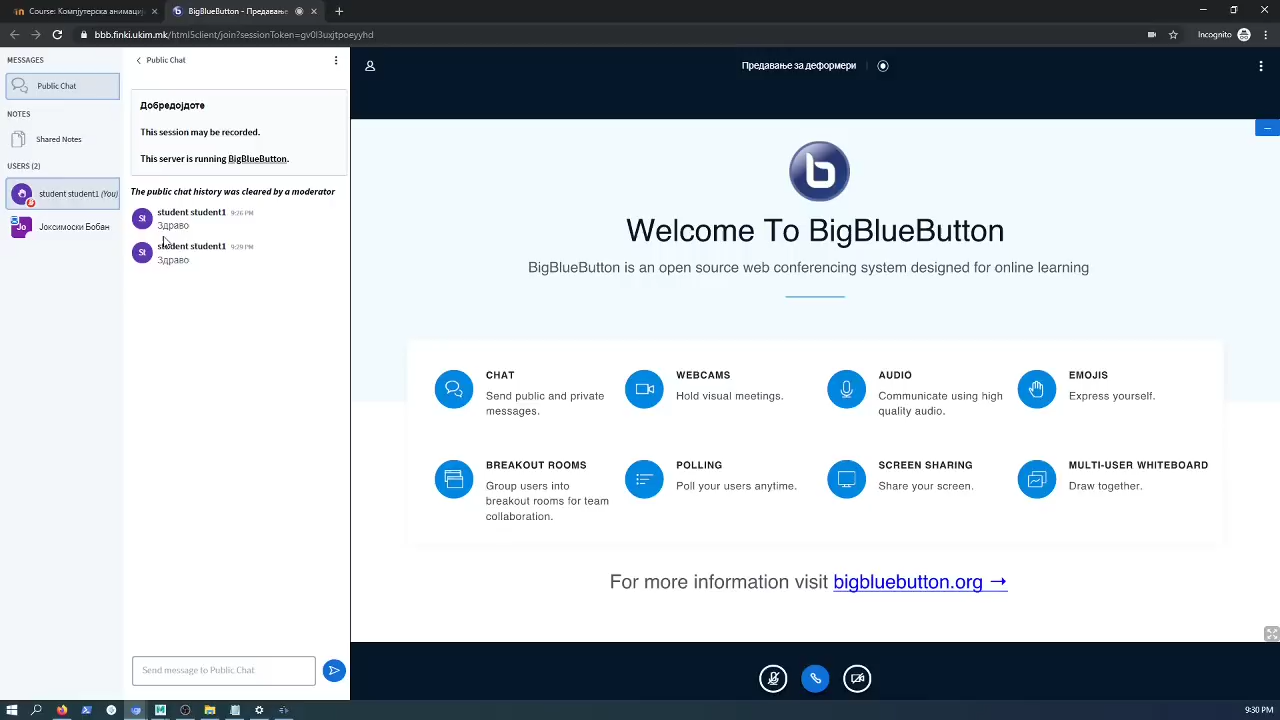 Course: Компјутерска анимациј
BigBlueButton - Предавањ
bbb.finki.ukim.mk/html5client/join?sessionToken=gv0l3uxjtpoeyyhd
Incognito
MESSAGES
Public Chat
NOTES
Shared Notes
USERS (2)
student student1 (You)
Јо
Јоксимоски Бобан
Public Chat
Добредојдоте
This session may be recorded.
This server is running BigBlueButton.
The public chat history was cleared by a moderator
St
student student1 9:26 PM
Здраво
St
student student1 9:29 PM
Здраво
Send message to Public Chat
Предавање за деформери
b
Welcome To BigBlueButton
BigBlueButton is an open source web conferencing system designed for online learning
CHAT
Send public and private
messages.
WEBCAMS
Hold visual meetings.
AUDIO
Communicate using high
quality audio.
EMOJIS
Express yourself.
BREAKOUT ROOMS
Group users into
breakout rooms for team
collaboration.
POLLING
Poll your users anytime.
SCREEN SHARING
Share your screen.
MULTI-USER WHITEBOARD
Draw together.
For more information visit bigbluebutton.org →
9:30 PM